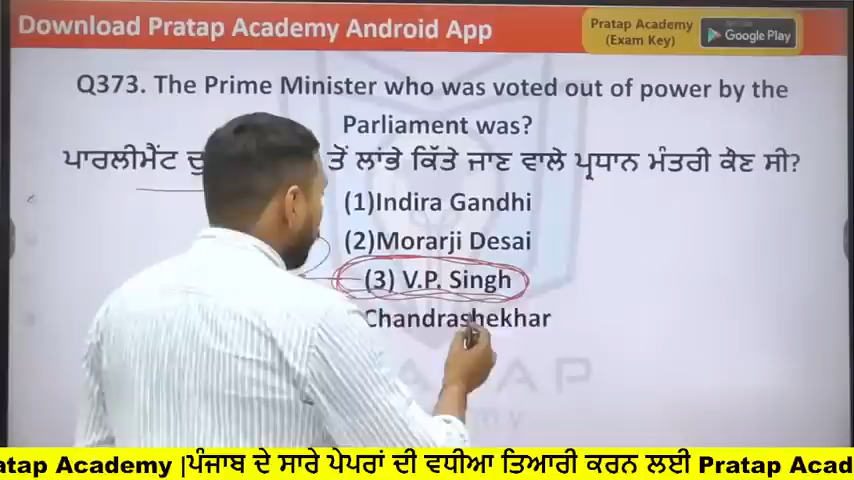 Download Pratap Academy Android App
Pratap Academy
(Exam Key)
Google Play
Q373. The Prime Minister who was voted out of power by the
Parliament was?
ਪਾਰਲੀਮੈਂਟ ਤੋਂ ਲਾਂਭੇ ਕਿੱਤੇ ਜਾਣ ਵਾਲੇ ਪ੍ਰਧਾਨ ਮੰਤਰੀ ਕੈਣ ਸੀ?
(1)Indira Gandhi
(2)Morarji Desai
(3) V.P. Singh
Chandrashekhar
Academy |ਪੰਜਾਬ ਦੇ ਸਾਰੇ ਪੇਪਰਾਂ ਦੀ ਵਧੀਆ ਤਿਆਰੀ ਕਰਨ ਲਈ Pratap